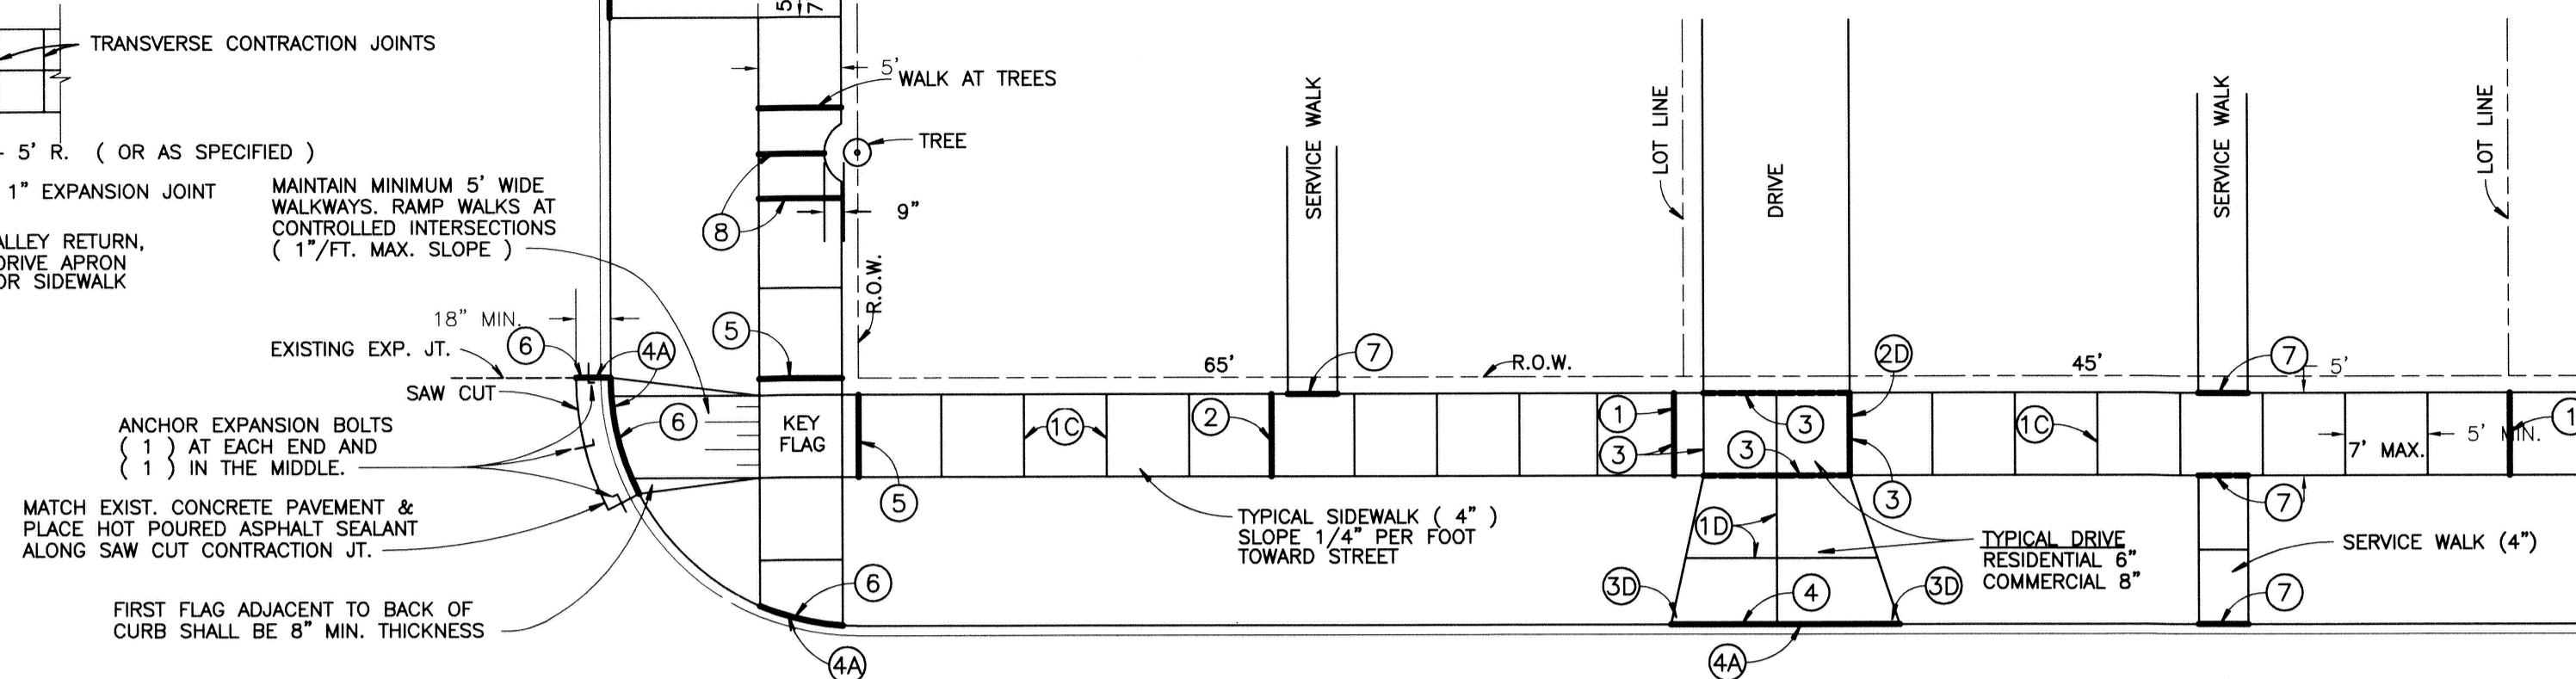 TRANSVERSE CONTRACTION JOINTS
5' R. ( OR AS SPECIFIED )
1" EXPANSION JOINT
ALLEY RETURN,
DRIVE APRON
OR SIDEWALK
MAINTAIN MINIMUM 5' WIDE
WALKWAYS. RAMP WALKS AT
CONTROLLED INTERSECTIONS
( 1"/FT. MAX. SLOPE )
18" MIN.
EXISTING EXP. JT.
SAW CUT
ANCHOR EXPANSION BOLTS
( 1 ) AT EACH END AND
( 1 ) IN THE MIDDLE.
MATCH EXIST. CONCRETE PAVEMENT &
PLACE HOT POURED ASPHALT SEALANT
ALONG SAW CUT CONTRACTION JT.
FIRST FLAG ADJACENT TO BACK OF
CURB SHALL BE 8" MIN. THICKNESS
6
4A
6
5
7
5'
WALK AT TREES
TREE
8
9"
R.O.W.
5
KEY
FLAG
5
6
4A
1C
2
65'
SERVICE WALK
7
R.O.W.
TYPICAL SIDEWALK ( 4" )
SLOPE 1/4" PER FOOT
TOWARD STREET
LOT LINE
DRIVE
1
3
3
3
2D
3
1D
3D
4
3D
4A
TYPICAL DRIVE
RESIDENTIAL 6"
COMMERCIAL 8"
45'
1C
SERVICE WALK
7
5'
7
7' MAX.
5' MIN.
SERVICE WALK (4")
7
LOT LINE
1